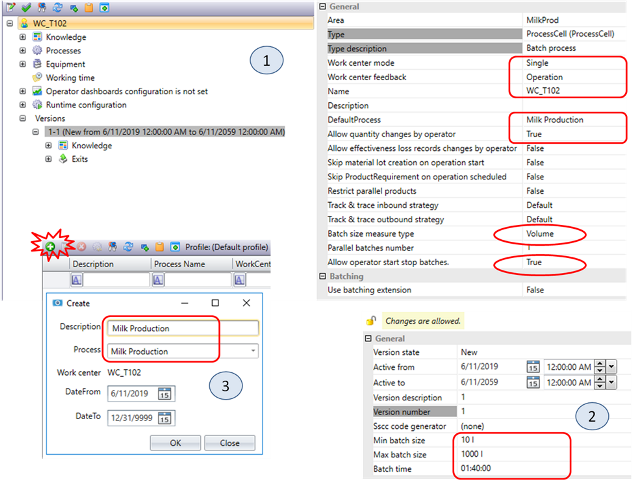 WC_T102
Knowledge
Processes
Equipment
Working time
Operator dashboards configuration is not set
Runtime configuration
Versions
1-1 (New from 6/11/2019 12:00:00 AM to 6/11/2059 12:00:00 AM)
Knowledge
Exits
1
General
Area MilkProd
Type ProcessCell (ProcessCell)
Type description Batch process
Work center mode Single
Work center feedback Operation
Name WC_T102
Description
DefaultProcess Milk Production
Allow quantity changes by operator True
Allow effectiveness loss records changes by operator False
Skip material lot creation on operation start False
Skip ProductRequirement on operation scheduled False
Restrict parallel products False
Track & trace inbound strategy Default
Track & trace outbound strategy Default
Batch size measure type Volume
Parallel batches number 1
Allow operator start stop batches. True
Batching
Use batching extension False
Profile: (Default profile)
Description Process Name WorkCent
A A A
Create
Description Milk Production
Process Milk Production
Work center WC_T102
DateFrom 6/11/2019 15
DateTo 12/31/9999 15
OK Close
3
Changes are allowed.
General
Version state New
Active from 6/11/2019 15 12:00:00 AM
Active to 6/11/2059 15 12:00:00 AM
Version description 1
Version number 1
Sscc code generator (none)
Min batch size 10 l
Max batch size 1000 l
Batch time 01:40:00
2